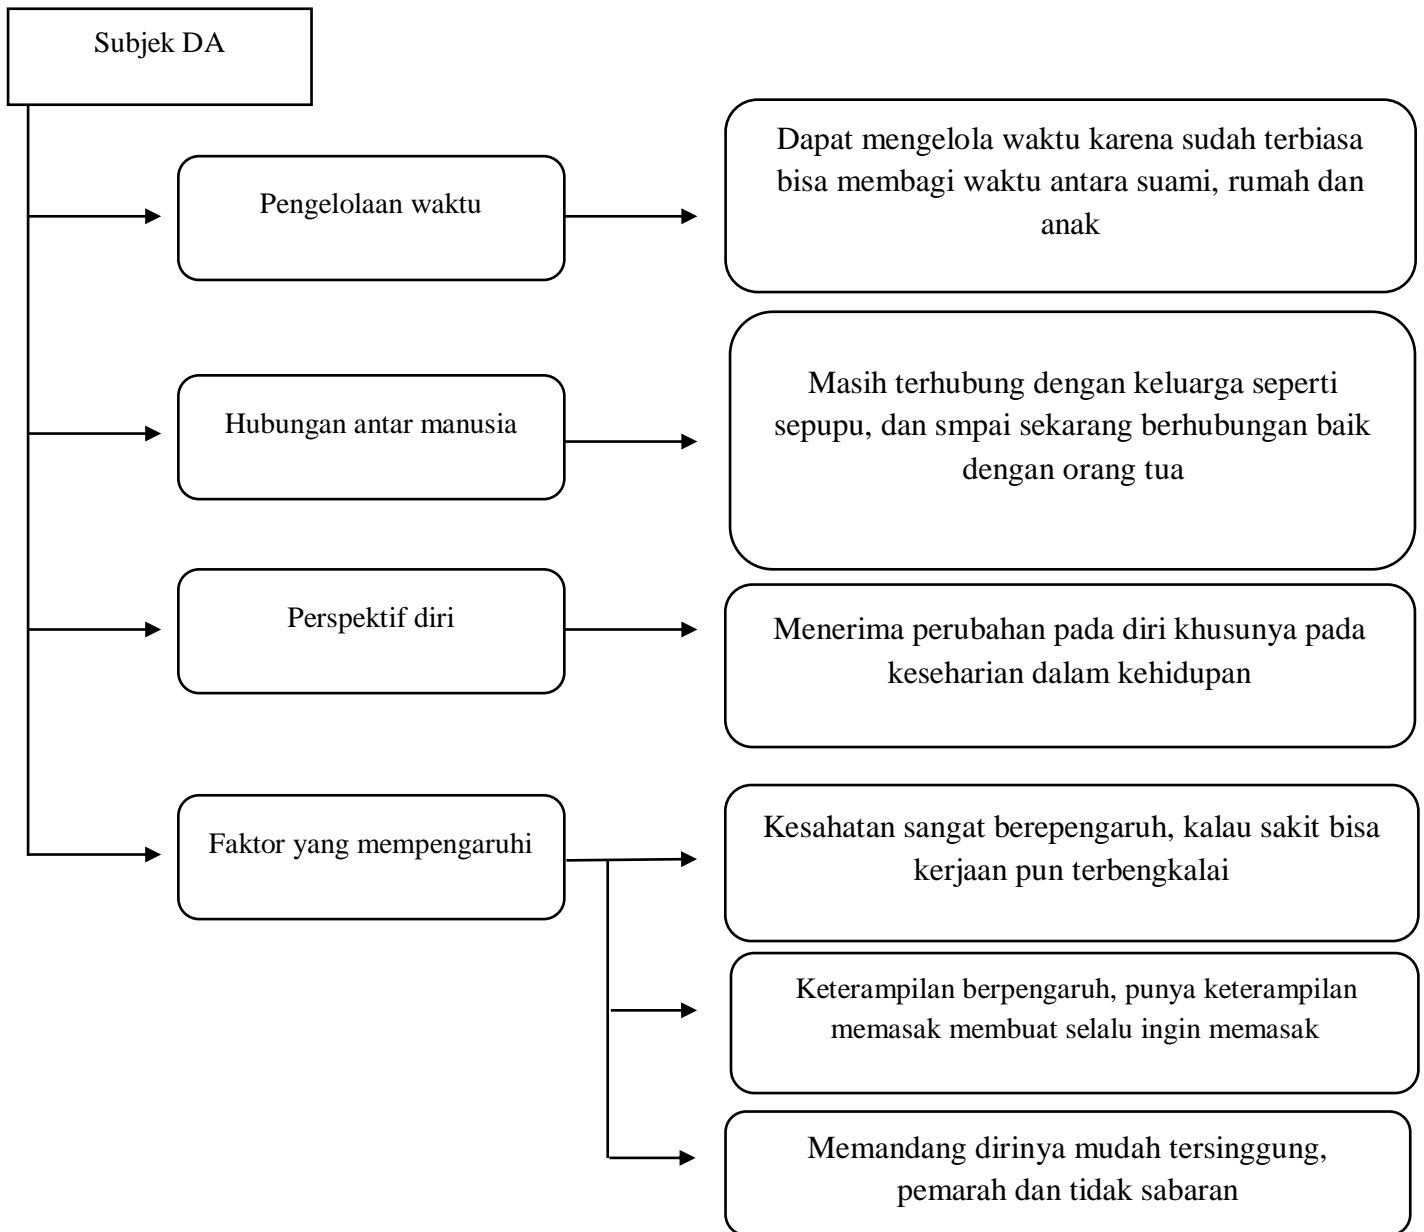 Subjek DA
Pengelolaan waktu
Dapat mengelola waktu karena sudah terbiasa
bisa membagi waktu antara suami, rumah dan
anak
Hubungan antar manusia
Masih terhubung dengan keluarga seperti
sepupu, dan smpai sekarang berhubungan baik
dengan orang tua
Perspektif diri
Menerima perubahan pada diri khusunya pada
keseharian dalam kehidupan
Faktor yang mempengaruhi
Kesahatan sangat berepengaruh, kalau sakit bisa
kerjaan pun terbengkalai
Keterampilan berpengaruh, punya keterampilan
memasak membuat selalu ingin memasak
Memandang dirinya mudah tersinggung,
pemarah dan tidak sabaran